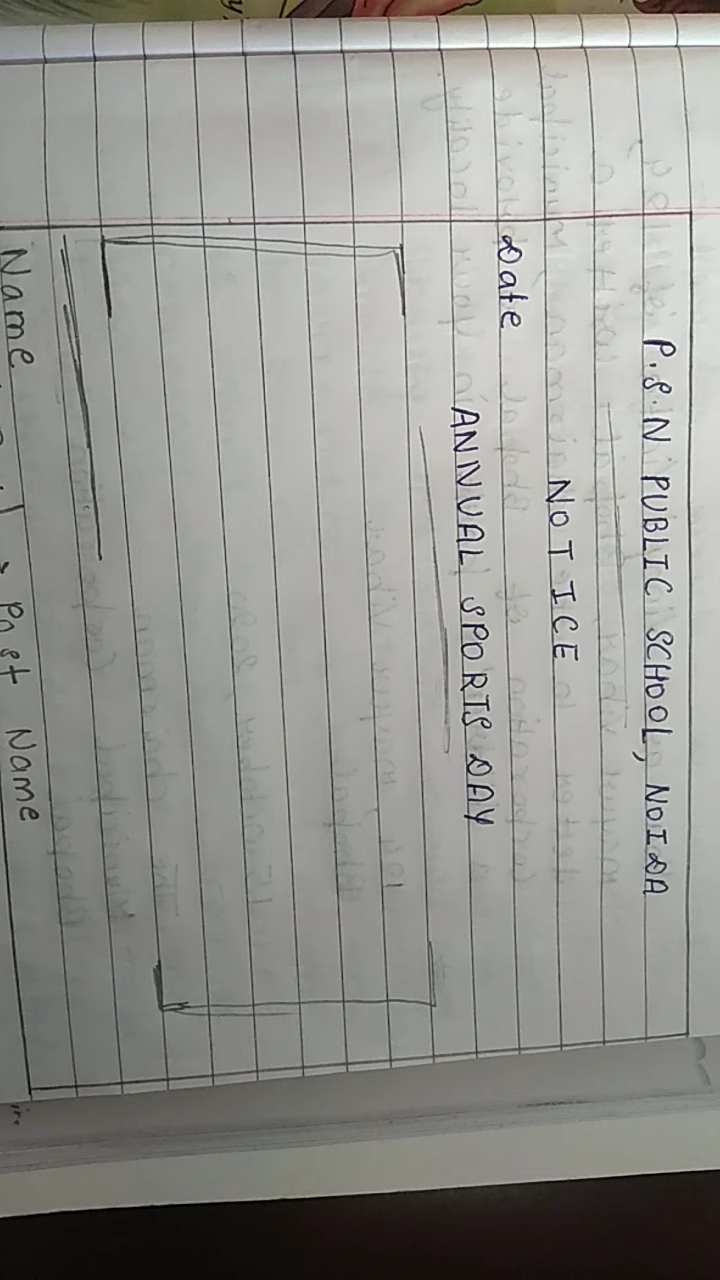 P.S.N PUBLIC SCHOOL, NOIDA
NOTICE
Date
ANNUAL SPORTS DAY
Name
Post Name